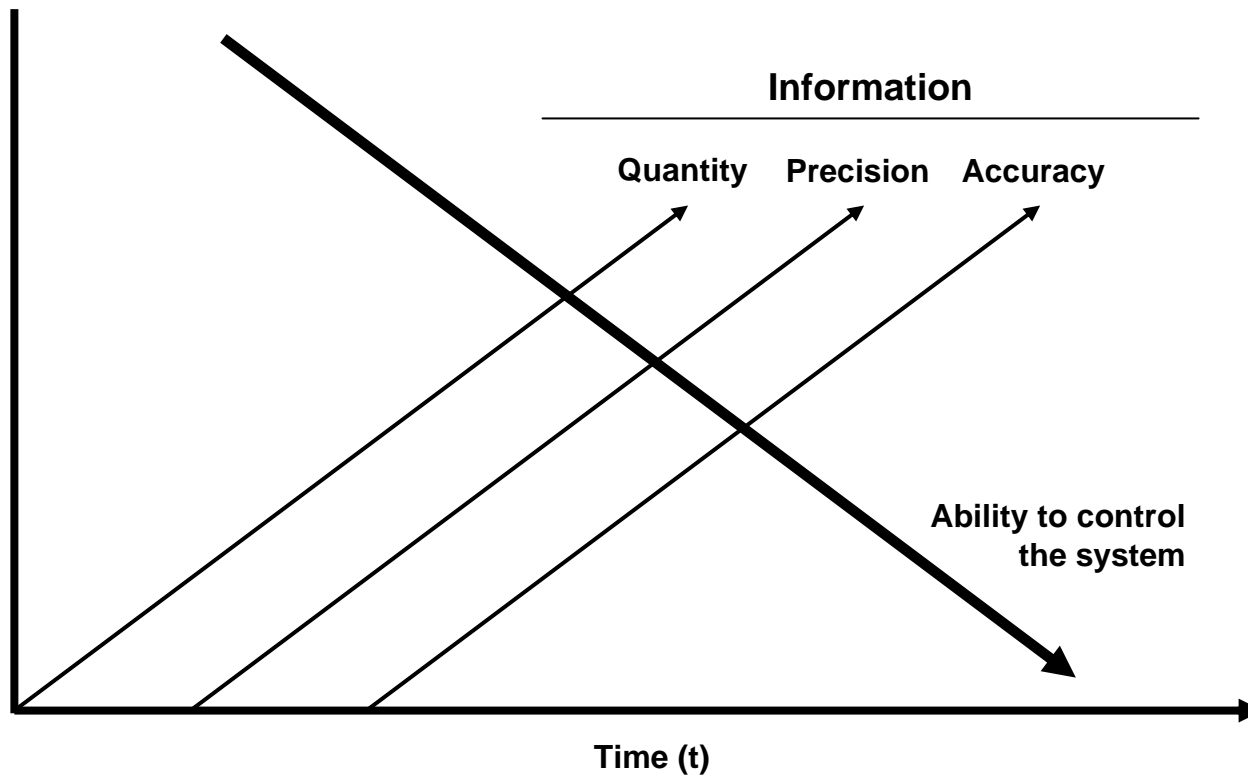 Information
Quantity Precision Accuracy
Ability to control
the system
Time (t)